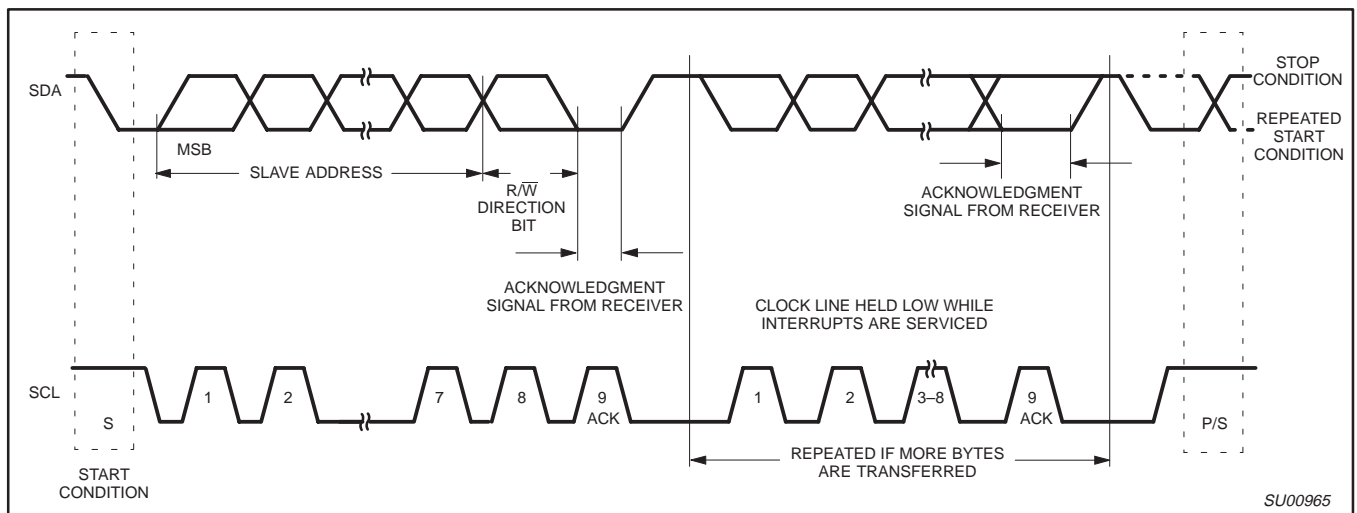 STOP
CONDITION
SDA
REPEATED
START
CONDITION
MSB
SLAVE ADDRESS
R/W̅
DIRECTION
BIT
ACKNOWLEDGMENT
SIGNAL FROM RECEIVER
ACKNOWLEDGMENT
SIGNAL FROM RECEIVER
CLOCK LINE HELD LOW WHILE
INTERRUPTS ARE SERVICED
SCL
S
1
2
7
8
9
ACK
1
2
3–8
9
ACK
P/S
START
CONDITION
REPEATED IF MORE BYTES
ARE TRANSFERRED
SU00965